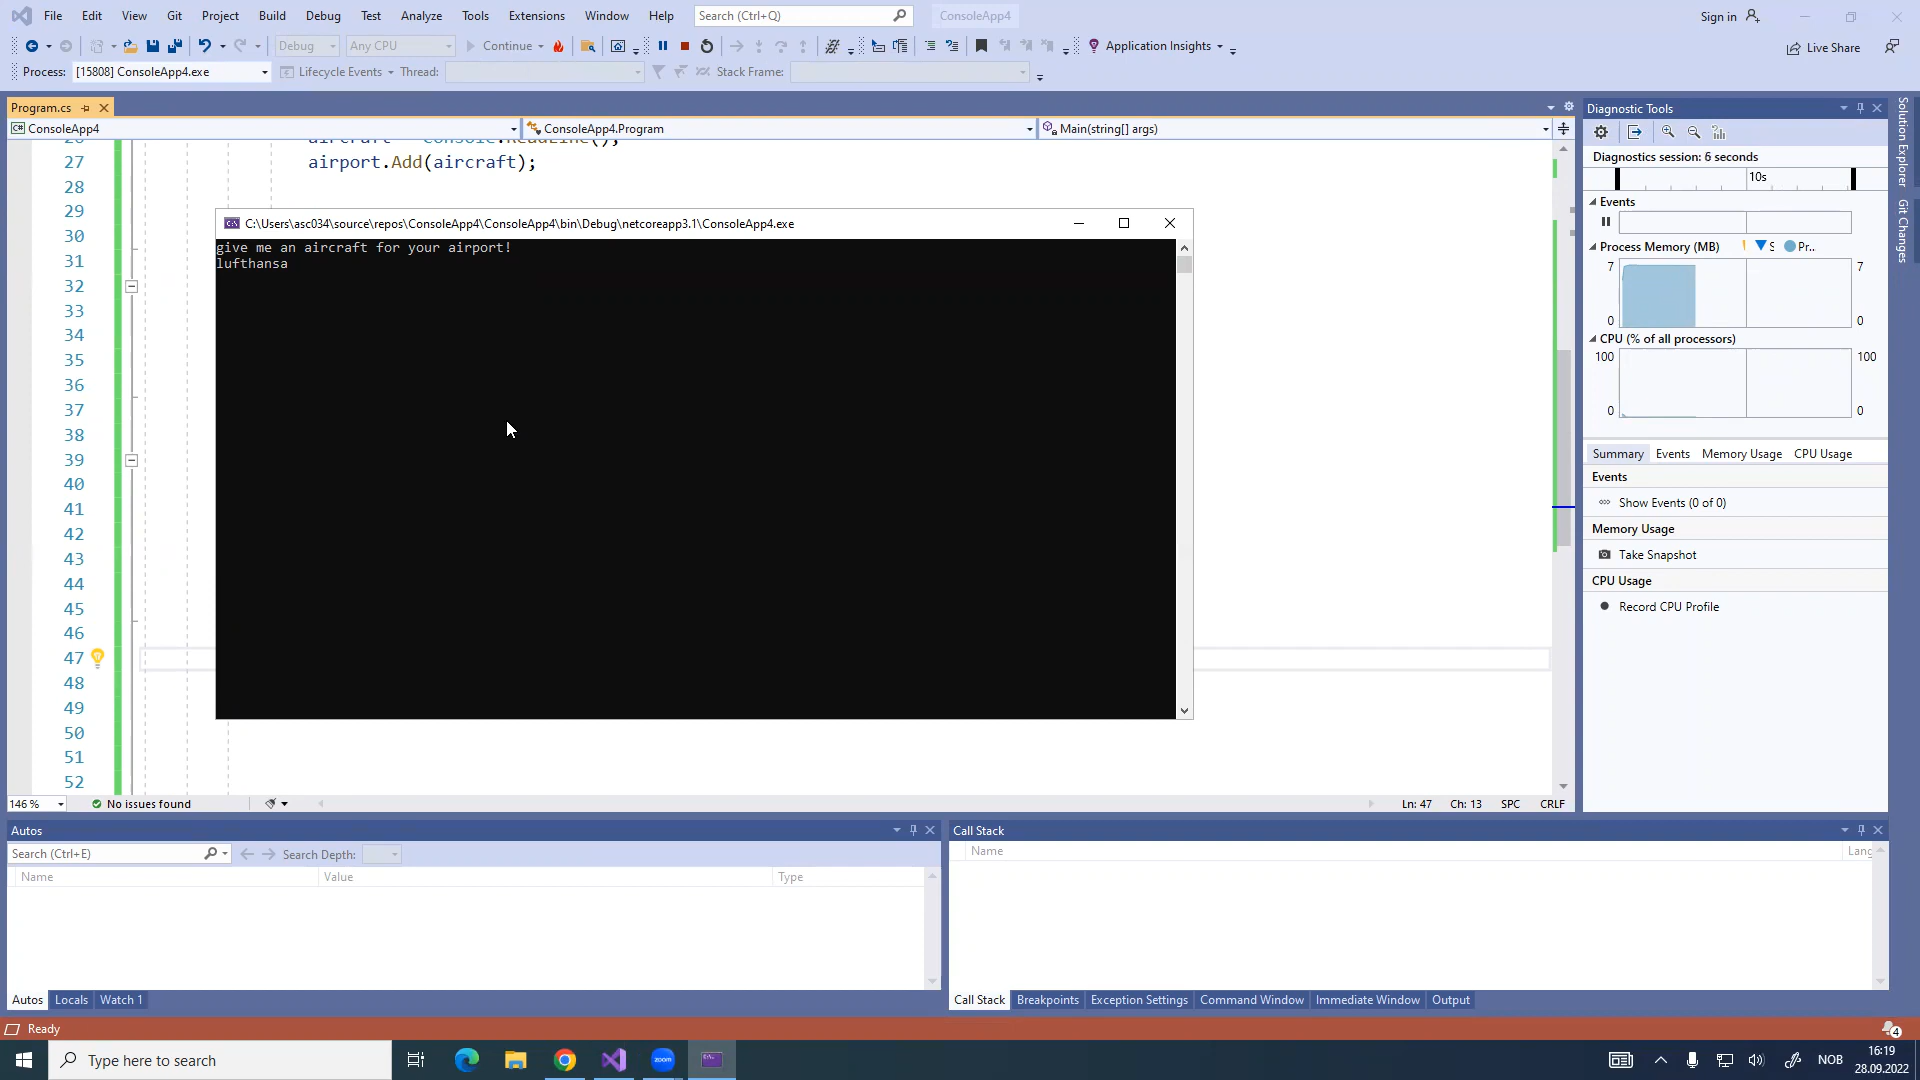 File Edit View Git Project Build Debug Test Analyze Tools Extensions Window Help Search (Ctrl+Q) ConsoleApp4 Sign in
Debug Any CPU Continue Application Insights Live Share
Process: [15808] ConsoleApp4.exe Lifecycle Events Thread: Stack Frame:
Program.cs
ConsoleApp4 ConsoleApp4.Program Main(string[] args)
27 airport.Add(aircraft);
28
29
30
31
32
33
34
35
36
37
38
39
40
41
42
43
44
45
46
47
48
49
50
51
52
C:\Users\asc034\source\repos\ConsoleApp4\ConsoleApp4\bin\Debug\netcoreapp3.1\ConsoleApp4.exe
give me an aircraft for your airport!
lufthansa
146 % No issues found Ln: 47 Ch: 13 SPC CRLF
Diagnostic Tools
Diagnostics session: 6 seconds
10s
Events
Process Memory (MB) S Pr...
7 7
0 0
CPU (% of all processors)
100 100
0 0
Summary Events Memory Usage CPU Usage
Events
Show Events (0 of 0)
Memory Usage
Take Snapshot
CPU Usage
Record CPU Profile
Solution Explorer
Git Changes
Autos
Search (Ctrl+E) Search Depth:
Name Value Type
Autos Locals Watch 1
Call Stack
Name Lang
Call Stack Breakpoints Exception Settings Command Window Immediate Window Output
Ready 4
Type here to search
zoom
NOB
16:19
28.09.2022